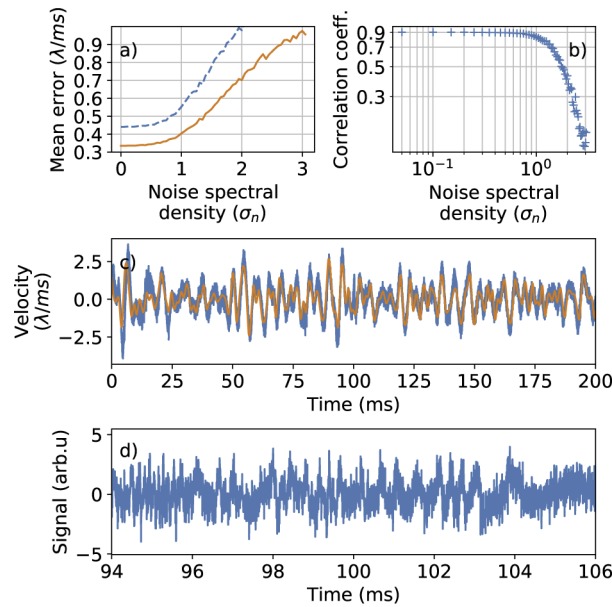 a)
Mean error (λ/ms)
0.9
0.8
0.7
0.6
0.5
0.4
0.3
0 1 2 3
Noise spectral
density (σₙ)
b)
Correlation coeff.
0.9
0.7
0.5
0.3
10⁻¹ 10⁰
Noise spectral
density (σₙ)
c)
Velocity
(λ/ms)
2.5
0.0
−2.5
0 25 50 75 100 125 150 175 200
Time (ms)
d)
Signal (arb.u)
5
0
−5
94 96 98 100 102 104 106
Time (ms)